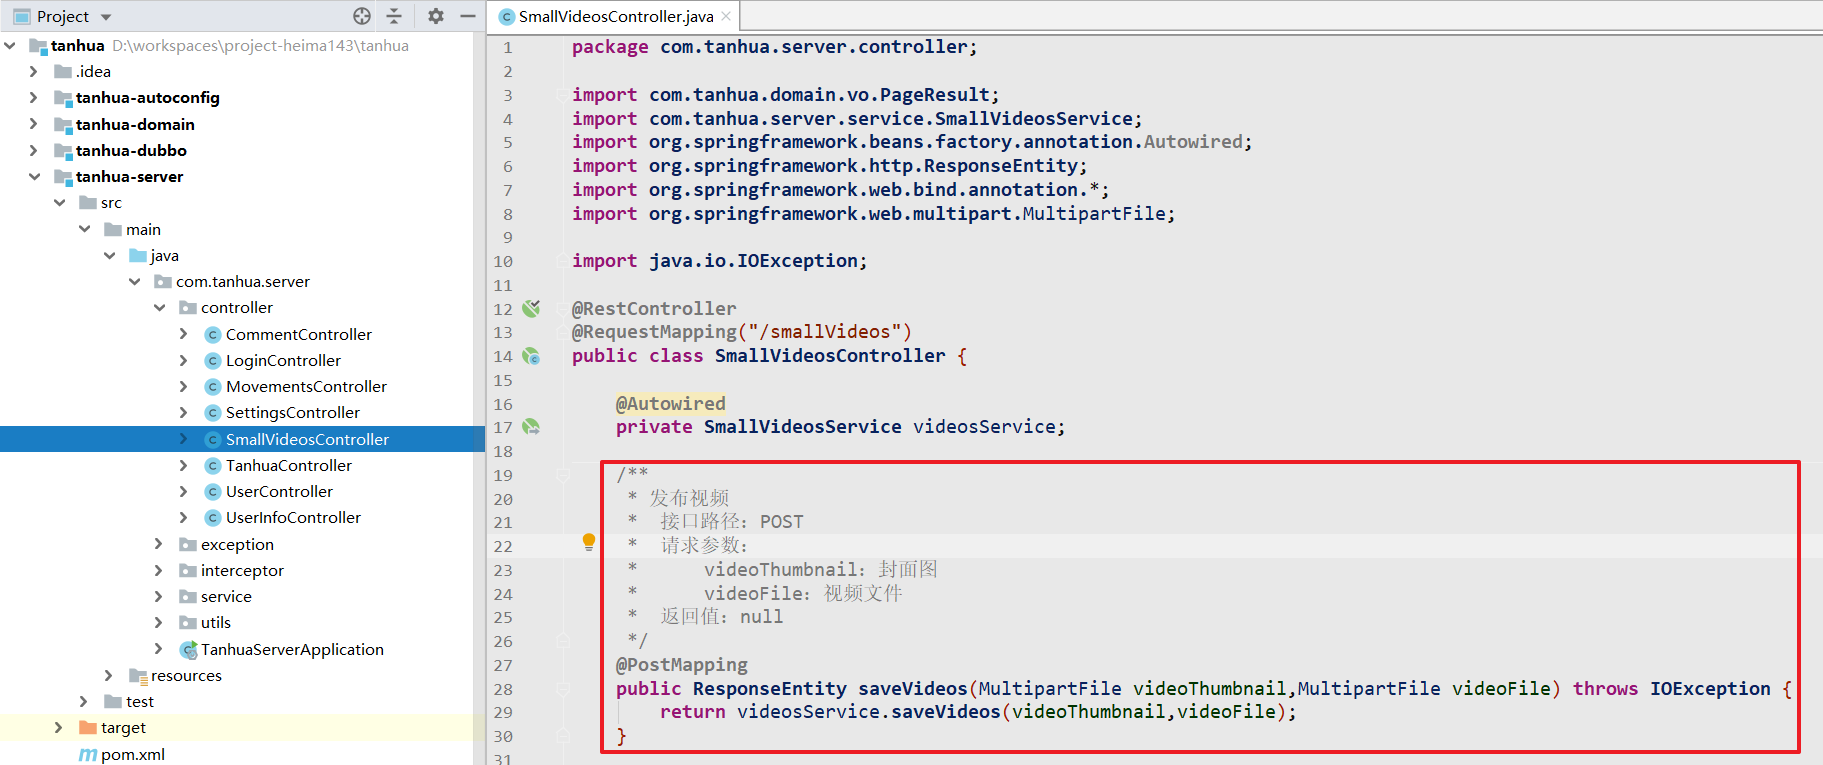 Project
tanhua D:\workspaces\project-heima143\tanhua
.idea
tanhua-autoconfig
tanhua-domain
tanhua-dubbo
tanhua-server
src
main
java
com.tanhua.server
controller
CommentController
LoginController
MovementsController
SettingsController
SmallVideosController
TanhuaController
UserController
UserInfoController
exception
interceptor
service
utils
TanhuaServerApplication
resources
test
target
pom.xml
SmallVideosController.java
1 package com.tanhua.server.controller;
2
3 import com.tanhua.domain.vo.PageResult;
4 import com.tanhua.server.service.SmallVideosService;
5 import org.springframework.beans.factory.annotation.Autowired;
6 import org.springframework.http.ResponseEntity;
7 import org.springframework.web.bind.annotation.*;
8 import org.springframework.web.multipart.MultipartFile;
9
10 import java.io.IOException;
11
12 @RestController
13 @RequestMapping("/smallVideos")
14 public class SmallVideosController {
15
16 @Autowired
17 private SmallVideosService videosService;
18
19 /**
20 * 发布视频
21 * 接口路径：POST
22 * 请求参数：
23 * videoThumbnail：封面图
24 * videoFile：视频文件
25 * 返回值：null
26 */
27 @PostMapping
28 public ResponseEntity saveVideos(MultipartFile videoThumbnail,MultipartFile videoFile) throws IOException {
29 return videosService.saveVideos(videoThumbnail,videoFile);
30 }
31